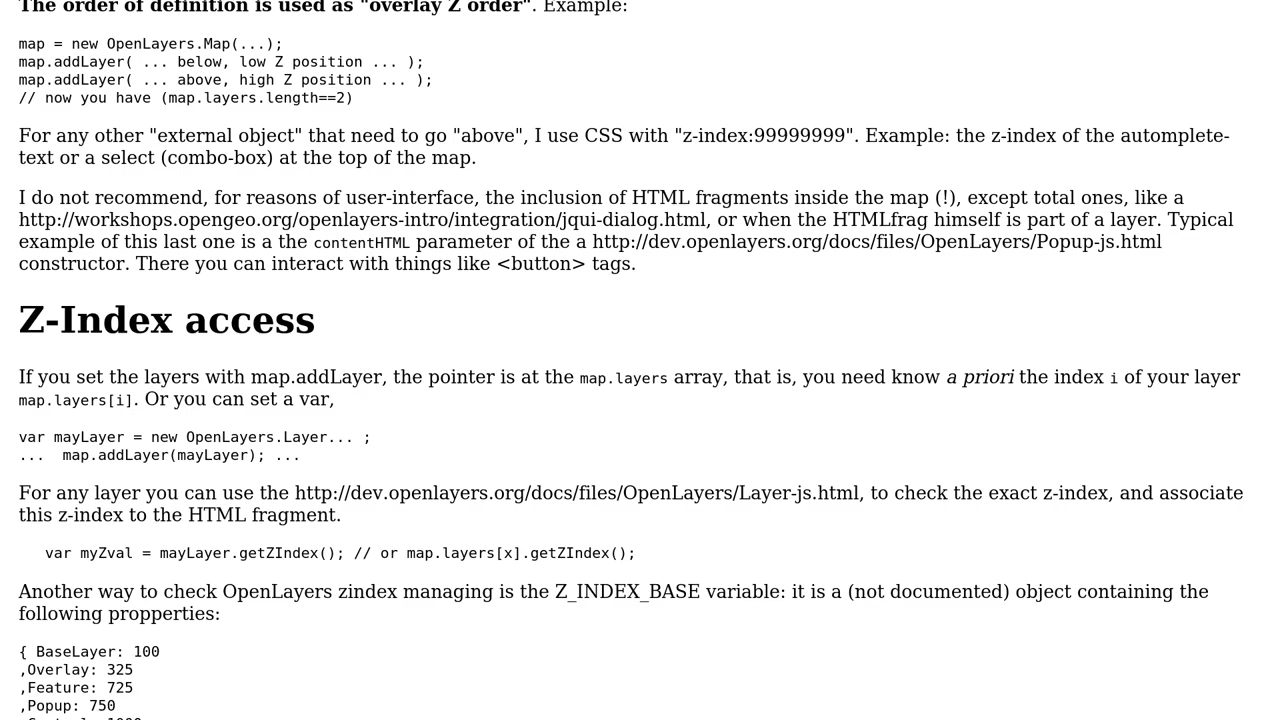 The order of definition is used as "overlay Z order". Example:
map = new OpenLayers.Map(...);
map.addLayer( ... below, low Z position ... );
map.addLayer( ... above, high Z position ... );
// now you have (map.layers.length==2)
For any other "external object" that need to go "above", I use CSS with "z-index:99999999". Example: the z-index of the automplete-
text or a select (combo-box) at the top of the map.
I do not recommend, for reasons of user-interface, the inclusion of HTML fragments inside the map (!), except total ones, like a
http://workshops.opengeo.org/openlayers-intro/integration/jqui-dialog.html, or when the HTMLfrag himself is part of a layer. Typical
example of this last one is a the contentHTML parameter of the a http://dev.openlayers.org/docs/files/OpenLayers/Popup-js.html
constructor. There you can interact with things like <button> tags.
Z-Index access
If you set the layers with map.addLayer, the pointer is at the map.layers array, that is, you need know a priori the index i of your layer
map.layers[i]. Or you can set a var,
var mayLayer = new OpenLayers.Layer... ;
...  map.addLayer(mayLayer); ...
For any layer you can use the http://dev.openlayers.org/docs/files/OpenLayers/Layer-js.html, to check the exact z-index, and associate
this z-index to the HTML fragment.
var myZval = mayLayer.getZIndex(); // or map.layers[x].getZIndex();
Another way to check OpenLayers zindex managing is the Z_INDEX_BASE variable: it is a (not documented) object containing the
following propperties:
{ BaseLayer: 100
,Overlay: 325
,Feature: 725
,Popup: 750